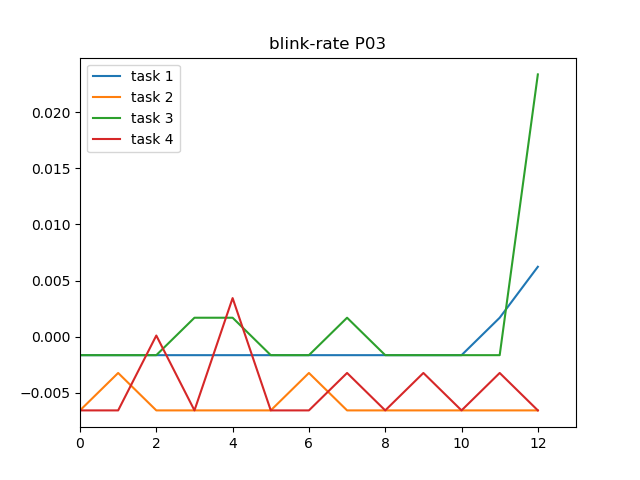 blink-rate P03
task 1
task 2
task 3
task 4
0.020
0.015
0.010
0.005
0.000
−0.005
0 2 4 6 8 10 12